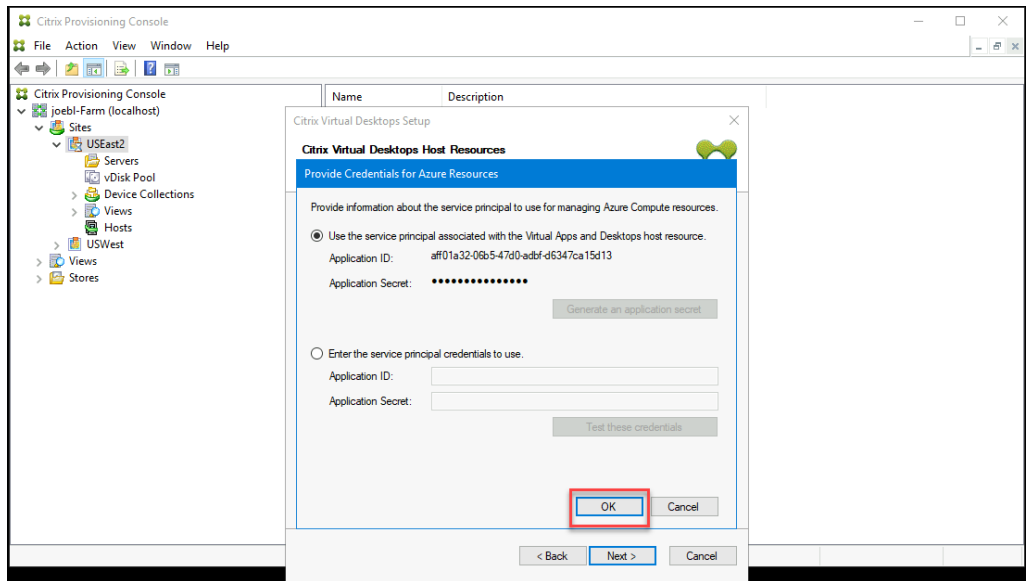 Citrix Provisioning Console
File Action View Window Help
Citrix Provisioning Console
joebl-Farm (localhost)
Sites
USEast2
Servers
vDisk Pool
Device Collections
Views
Hosts
USWest
Views
Stores
Name Description
Citrix Virtual Desktops Setup
Citrix Virtual Desktops Host Resources
Provide Credentials for Azure Resources
Provide information about the service principal to use for managing Azure Compute resources.
Use the service principal associated with the Virtual Apps and Desktops host resource.
Application ID: aff01a32-06b5-47d0-adbf-d6347ca15d13
Application Secret: •••••••••••••••
Generate an application secret
Enter the service principal credentials to use.
Application ID:
Application Secret:
Test these credentials
OK Cancel
< Back Next > Cancel